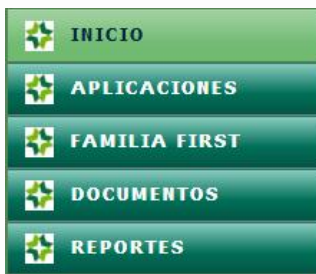 INICIO
APLICACIONES
FAMILIA FIRST
DOCUMENTOS
REPORTES